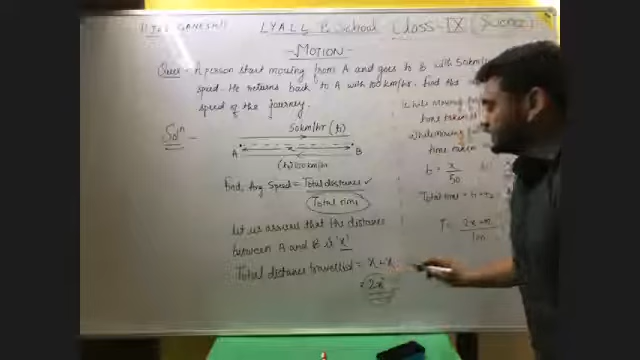 !! JAI GANESH !!
LYALL P. School Class-IX (Science)
MOTION
Ques:- A person start moving from A and goes to B with 50km/hr
speed. He returns back to A with 100km/hr. find the
speed of the journey.
Solⁿ -
50km/hr (t₁)
A x B
(t₂) 100km/hr
find, Avg Speed = Total distance ✓
Total time
let us assume that the distance
between A and B is 'x'
Total distance travelled = x + x
= 2x
while moving
time taken
while moving
time taken
t = x/50
Total time = t₁ + t₂
T = 2x + x / 100